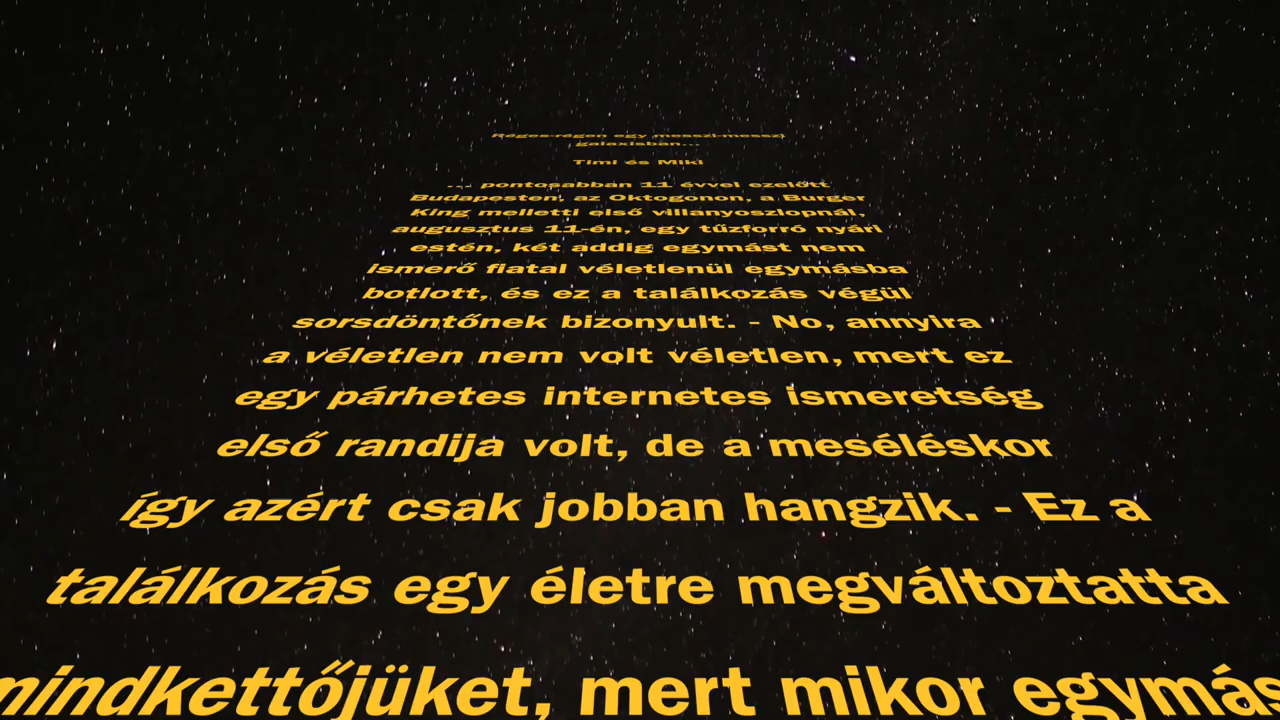 Réges-régen egy messzi-messzi
galaxisban...
Timi és Miki
... pontosabban 11 évvel ezelőtt
Budapesten, az Oktogonon, a Burger
King melletti első villanyoszlopnál,
augusztus 11-én, egy tűzforró nyári
estén, két addig egymást nem
ismerő fiatal véletlenül egymásba
botlott, és ez a találkozás végül
sorsdöntőnek bizonyult. - No, annyira
a véletlen nem volt véletlen, mert ez
egy párhetes internetes ismeretség
első randija volt, de a meséléskor
így azért csak jobban hangzik. - Ez a
találkozás egy életre megváltoztatta
mindkettőjüket, mert mikor egymás